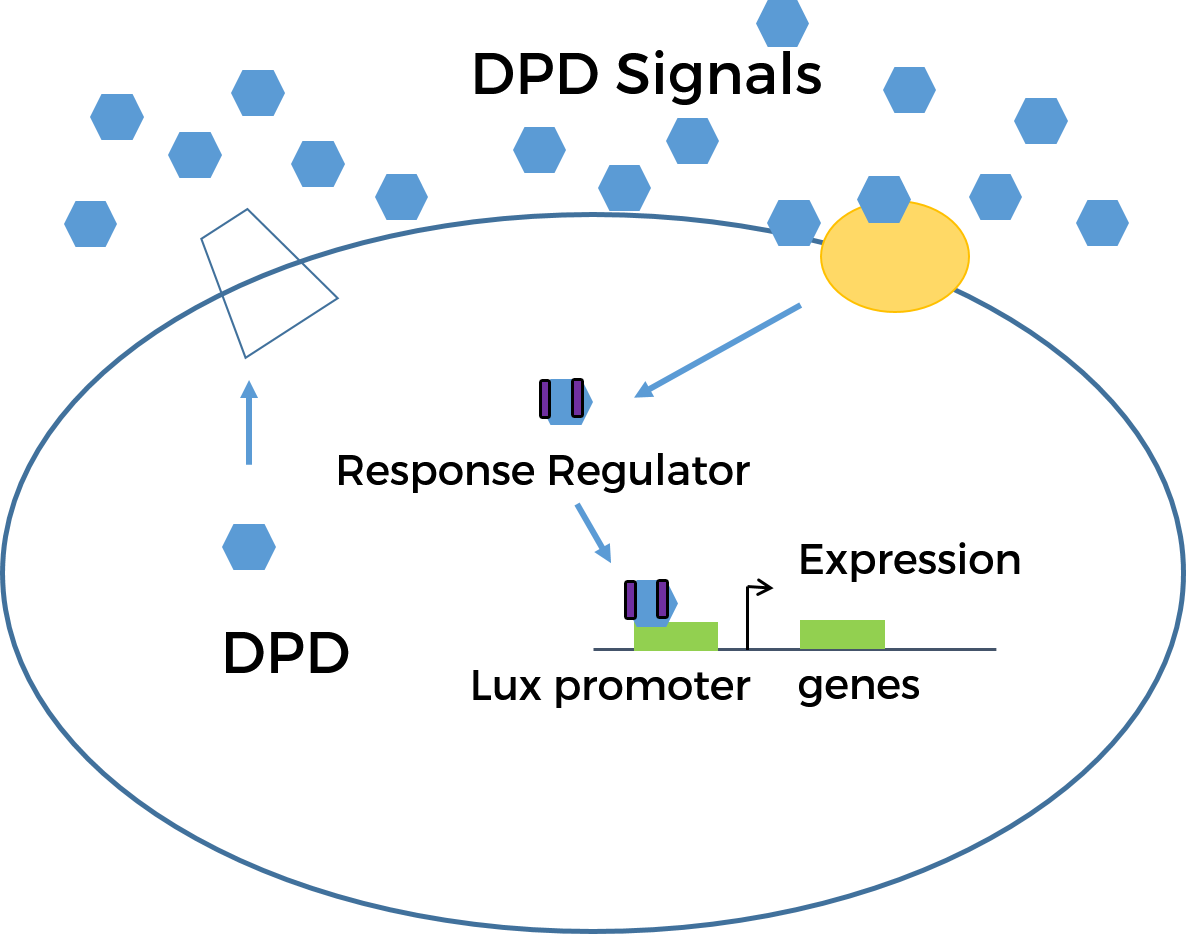 DPD Signals
Response Regulator
Expression
DPD
Lux promoter
genes